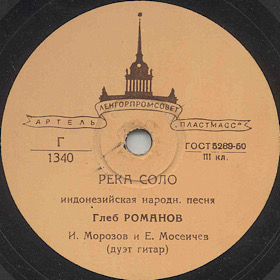 ЛЕНГОРПРОМСОВЕТ
АРТЕЛЬ "ПЛАСТМАСС"
Г
1340
ГОСТ 5289-50
III кл.
РЕКА СОЛО
индонезийская народн. песня
Глеб РОМАНОВ
И. Морозов и Е. Мосеичев
(дуэт гитар)